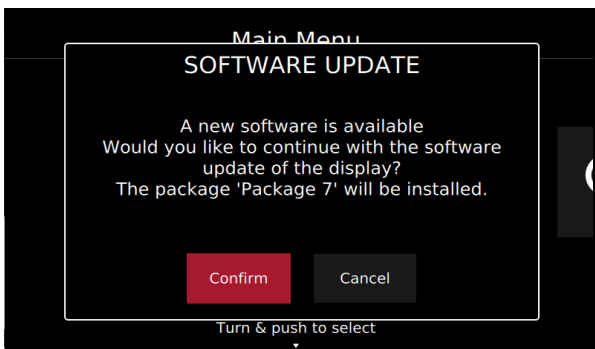 Main Menu
SOFTWARE UPDATE
A new software is available
Would you like to continue with the software
update of the display?
The package 'Package 7' will be installed.
Confirm
Cancel
Turn & push to select